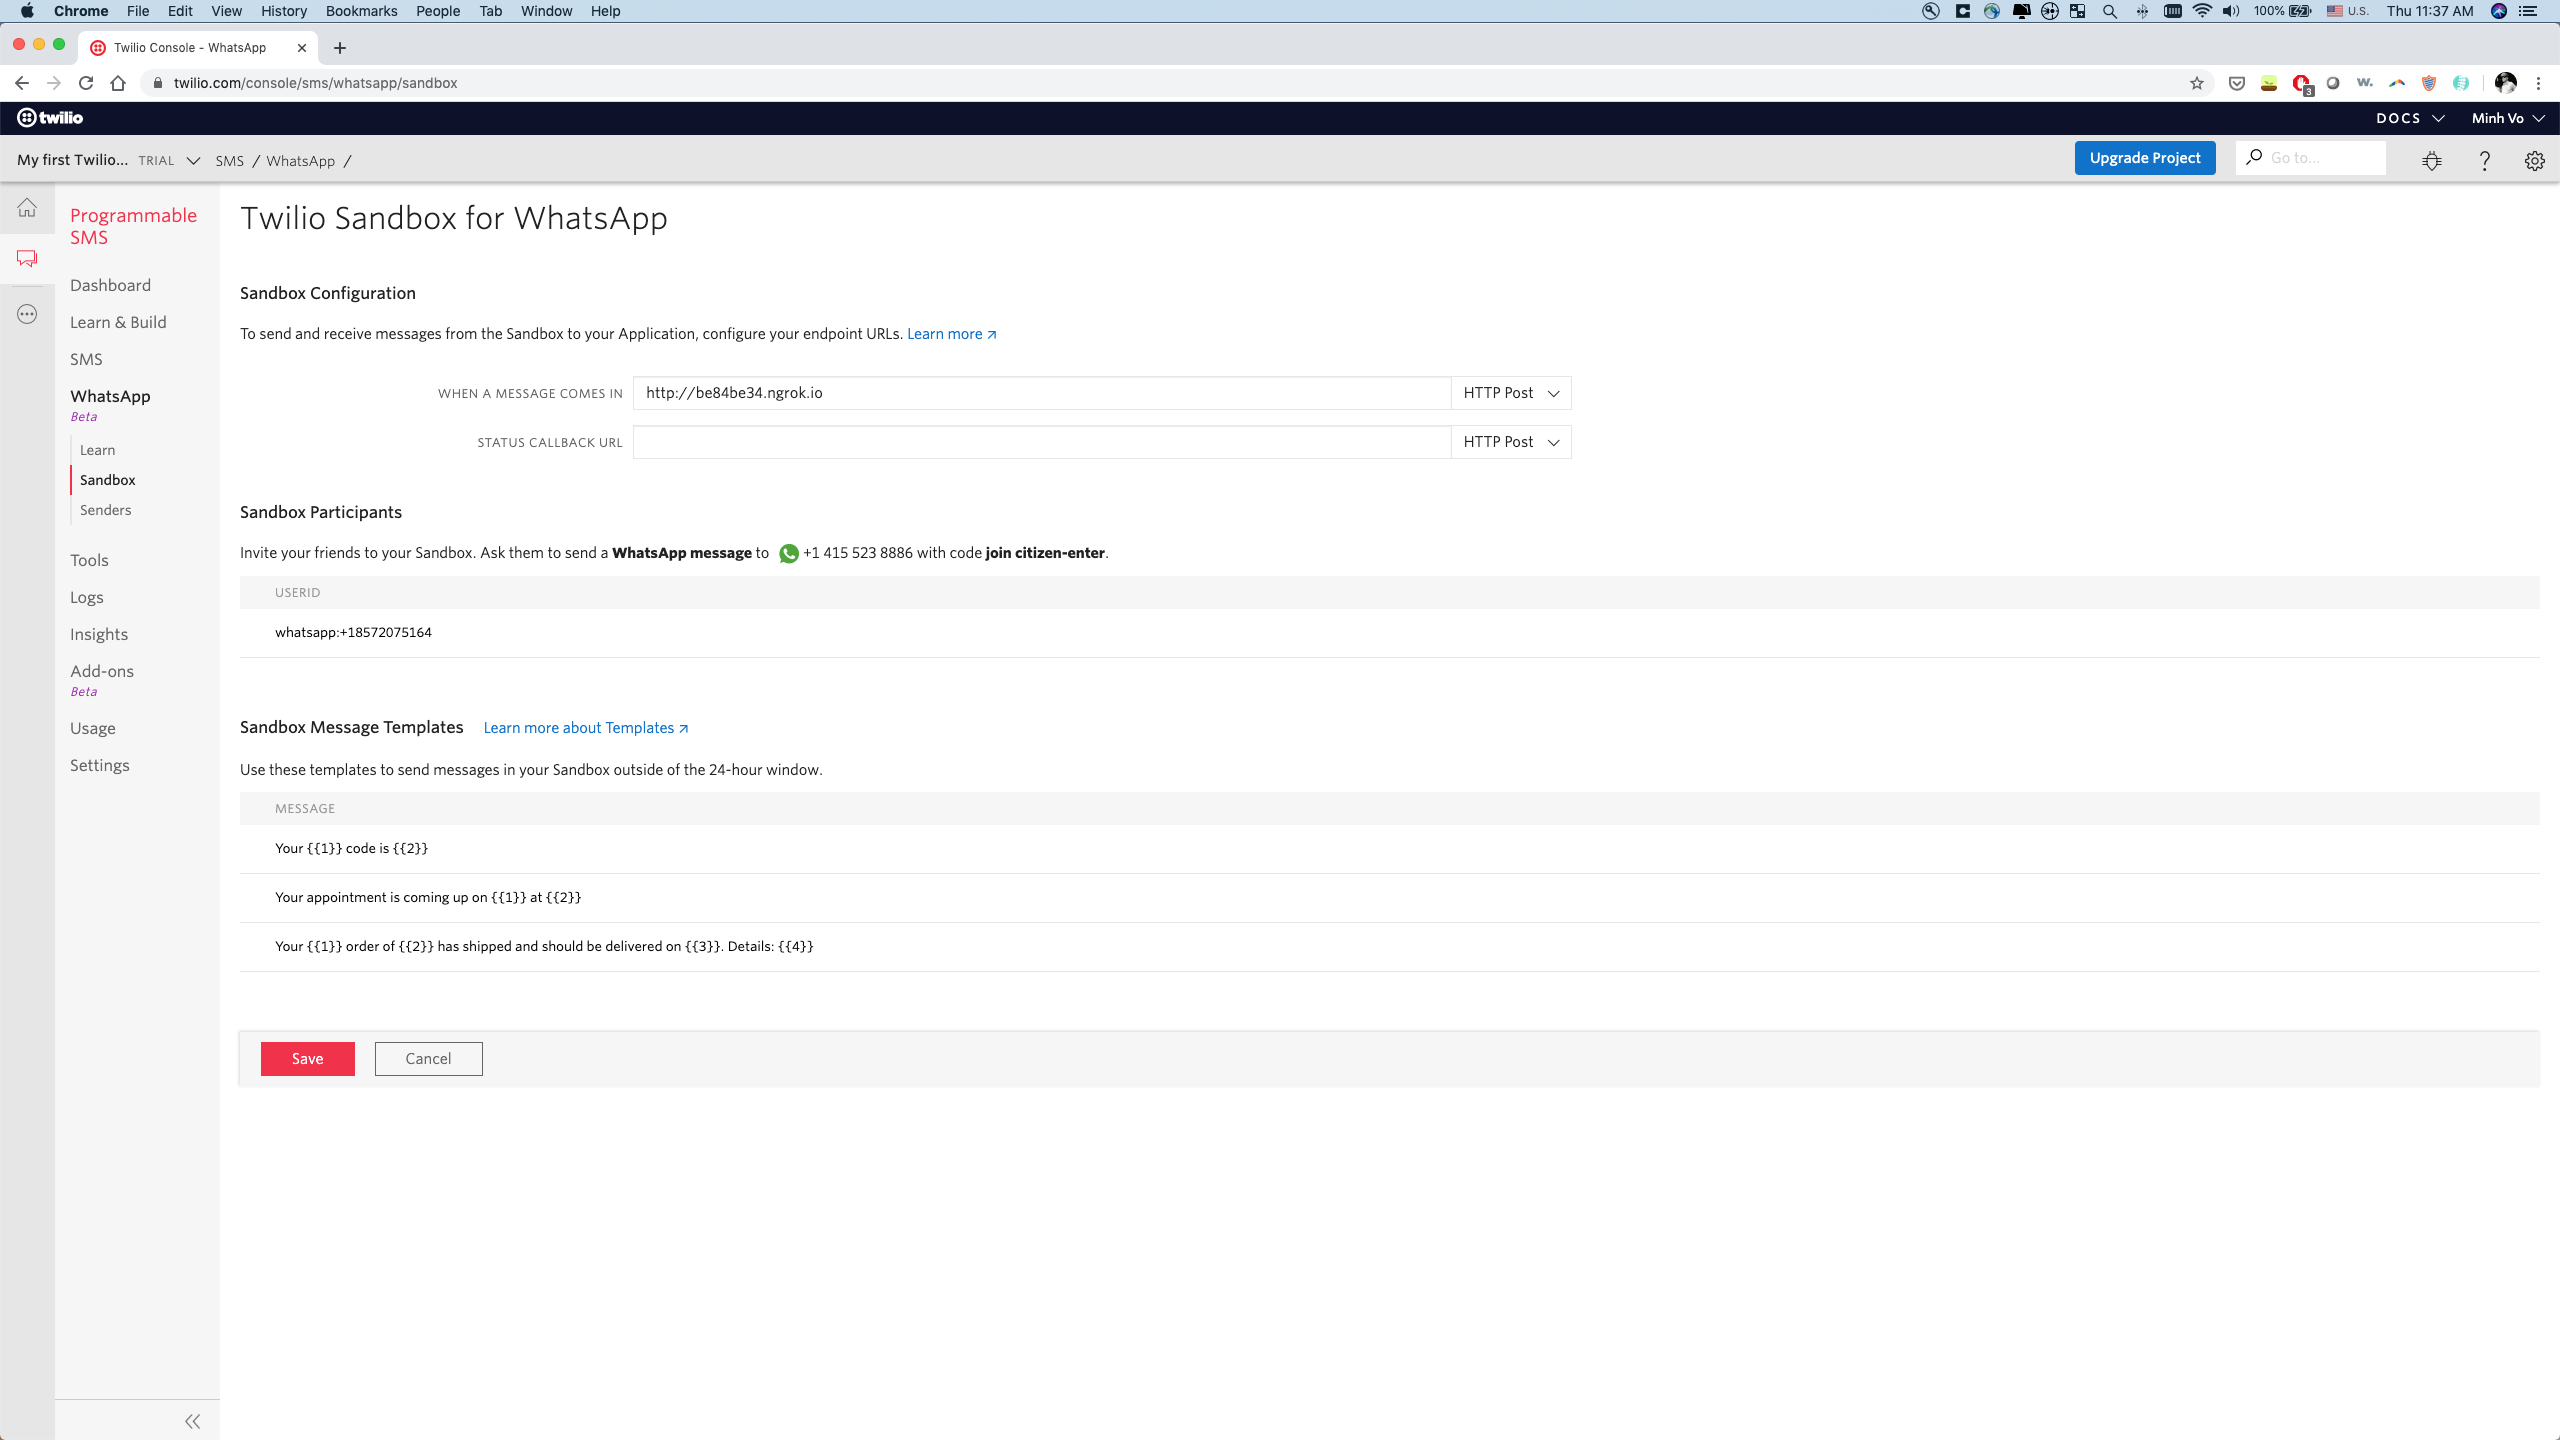 Chrome File Edit View History Bookmarks People Tab Window Help 100% U.S. Thu 11:37 AM
Twilio Console - WhatsApp
twilio.com/console/sms/whatsapp/sandbox
3
twilio DOCS Minh Vo
My first Twilio... TRIAL SMS / WhatsApp / Upgrade Project Go to...
Programmable
SMS
Dashboard
Learn & Build
SMS
WhatsApp
Beta
Learn
Sandbox
Senders
Tools
Logs
Insights
Add-ons
Beta
Usage
Settings
Twilio Sandbox for WhatsApp
Sandbox Configuration
To send and receive messages from the Sandbox to your Application, configure your endpoint URLs. Learn more
WHEN A MESSAGE COMES IN http://be84be34.ngrok.io HTTP Post
STATUS CALLBACK URL HTTP Post
Sandbox Participants
Invite your friends to your Sandbox. Ask them to send a WhatsApp message to +1 415 523 8886 with code join citizen-enter.
USERID
whatsapp:+18572075164
Sandbox Message Templates Learn more about Templates
Use these templates to send messages in your Sandbox outside of the 24-hour window.
MESSAGE
Your {{1}} code is {{2}}
Your appointment is coming up on {{1}} at {{2}}
Your {{1}} order of {{2}} has shipped and should be delivered on {{3}}. Details: {{4}}
Save Cancel